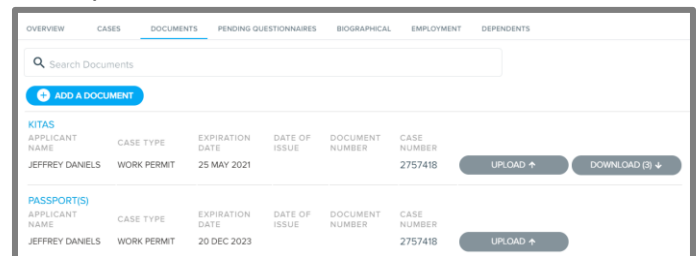 OVERVIEW CASES DOCUMENTS PENDING QUESTIONNAIRES BIOGRAPHICAL EMPLOYMENT DEPENDENTS
Search Documents
ADD A DOCUMENT
KITAS
APPLICANT NAME CASE TYPE EXPIRATION DATE DATE OF ISSUE DOCUMENT NUMBER CASE NUMBER
JEFFREY DANIELS WORK PERMIT 25 MAY 2021 2757418 UPLOAD ↑ DOWNLOAD (3) ↓
PASSPORT(S)
APPLICANT NAME CASE TYPE EXPIRATION DATE DATE OF ISSUE DOCUMENT NUMBER CASE NUMBER
JEFFREY DANIELS WORK PERMIT 20 DEC 2023 2757418 UPLOAD ↑